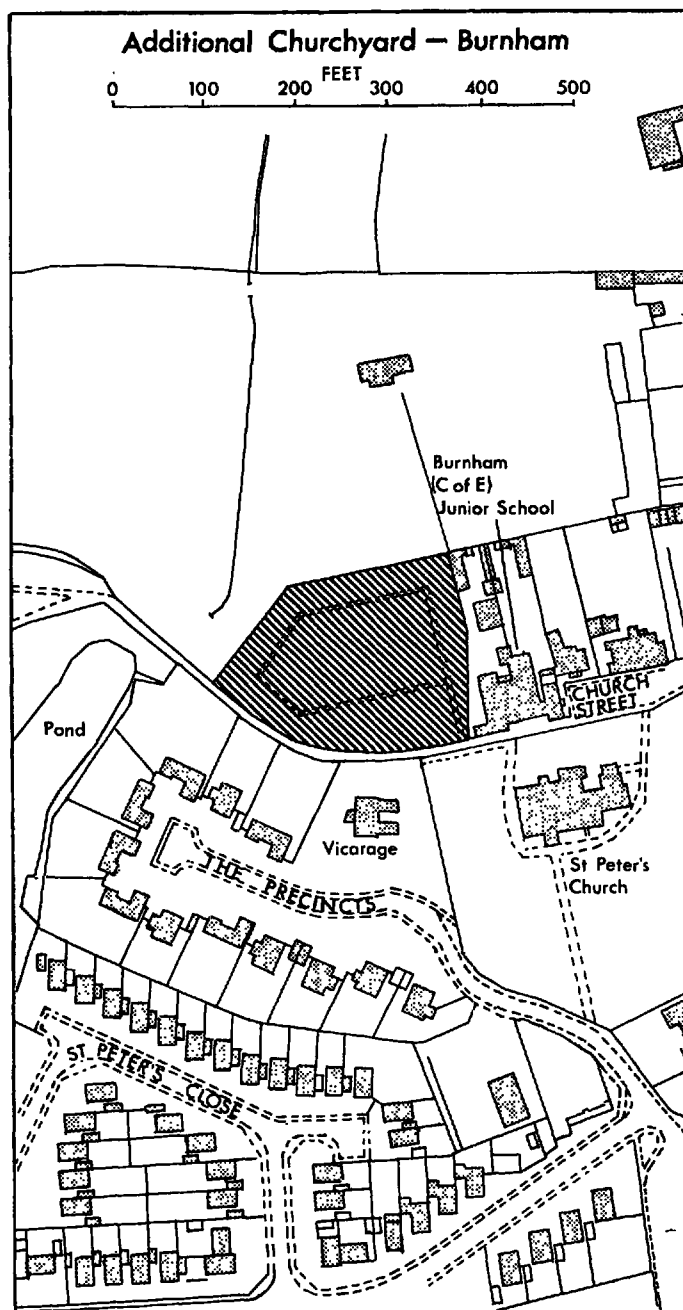 Additional Churchyard — Burnham
FEET
0 100 200 300 400 500
Burnham
(C of E)
Junior School
CHURCH
STREET
Pond
Vicarage
THE PRECINCTS
St Peter's
Church
ST PETER'S CLOSE